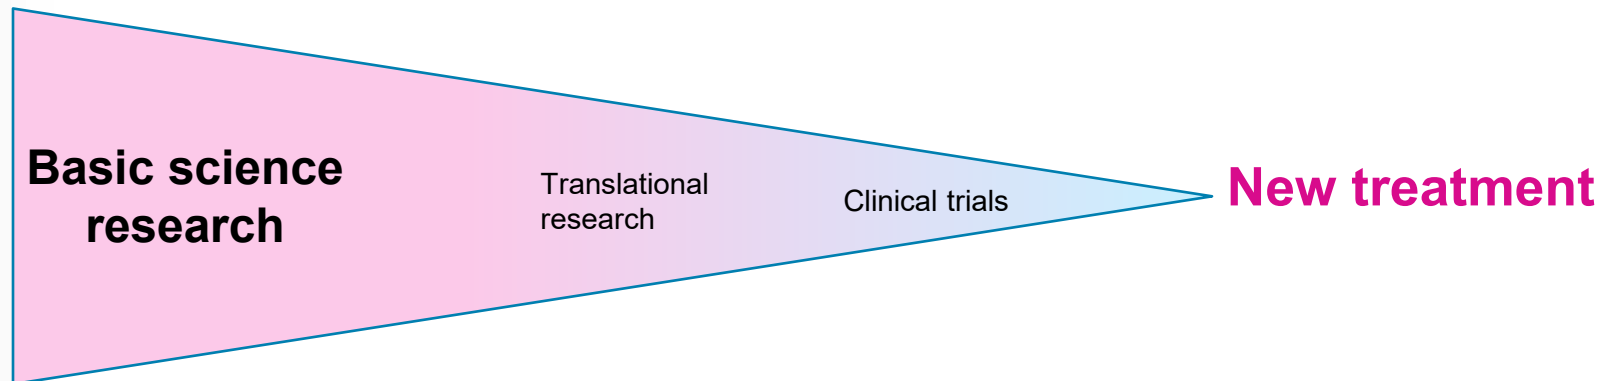 Basic science
research
Translational
research
Clinical trials
New treatment